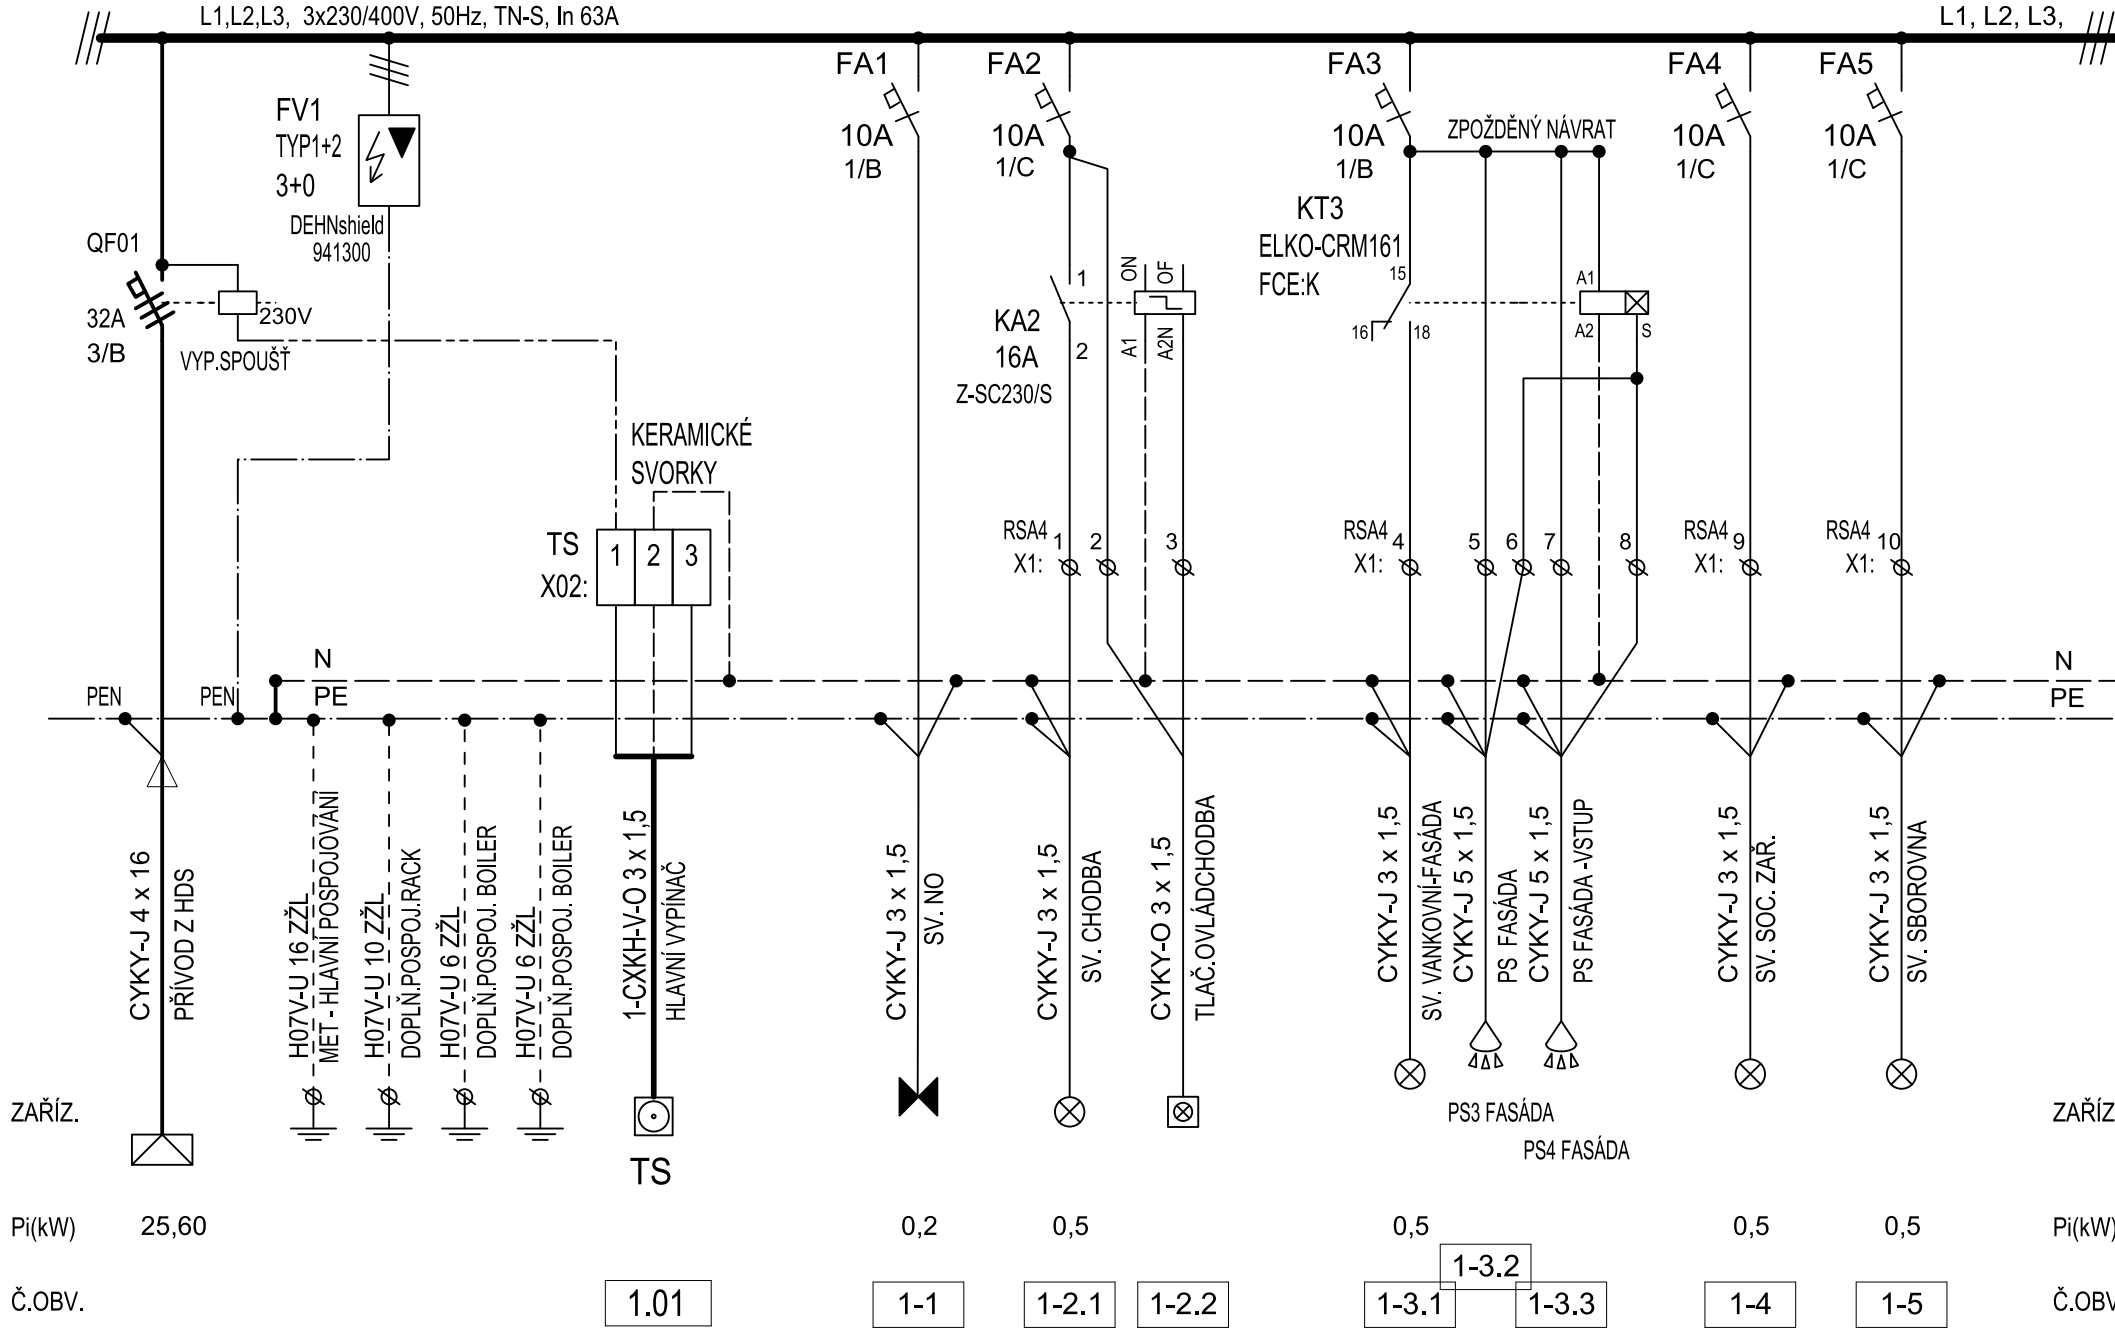 L1,L2,L3, 3x230/400V, 50Hz, TN-S, In 63A
L1, L2, L3,
FV1
TYP1+2
3+0
DEHNshield
941300
QF01
32A
3/B
230V
VYP.SPOUŠŤ
KERAMICKÉ
SVORKY
TS
X02:
1
2
3
FA1
10A
1/B
FA2
10A
1/C
KA2
16A
Z-SC230/S
1
2
ON
OF
A1
A2N
RSA4
X1:
1
2
3
FA3
10A
1/B
ZPOŽDĚNÝ NÁVRAT
KT3
ELKO-CRM161
FCE:K
15
16
18
A1
A2
S
RSA4
X1:
4
5
6
7
8
FA4
10A
1/C
RSA4
X1:
9
FA5
10A
1/C
RSA4
X1:
10
PEN
PEN
N
PE
N
PE
CYKY-J 4 x 16
PŘÍVOD Z HDS
H07V-U 16 ZŽL
MET - HLAVNÍ POSPOJOVÁNÍ
H07V-U 10 ZŽL
DOPLŇ.POSPOJ.RACK
H07V-U 6 ZŽL
DOPLŇ.POSPOJ. BOILER
H07V-U 6 ZŽL
DOPLŇ.POSPOJ. BOILER
1-CXKH-V-O 3 x 1,5
HLAVNÍ VYPÍNAČ
CYKY-J 3 x 1,5
SV. NO
CYKY-J 3 x 1,5
SV. CHODBA
CYKY-O 3 x 1,5
TLAČ.OVLÁDCHODBA
CYKY-J 3 x 1,5
SV. VANKOVNÍ-FASÁDA
CYKY-J 5 x 1,5
PS FASÁDA
CYKY-J 5 x 1,5
PS FASÁDA -VSTUP
CYKY-J 3 x 1,5
SV. SOC. ZAŘ.
CYKY-J 3 x 1,5
SV. SBOROVNA
ZAŘÍZ.
TS
PS3 FASÁDA
PS4 FASÁDA
ZAŘÍZ
Pi(kW)
25,60
0,2
0,5
0,5
0,5
0,5
Pi(kW)
Č.OBV.
1.01
1-1
1-2.1
1-2.2
1-3.1
1-3.2
1-3.3
1-4
1-5
Č.OBV